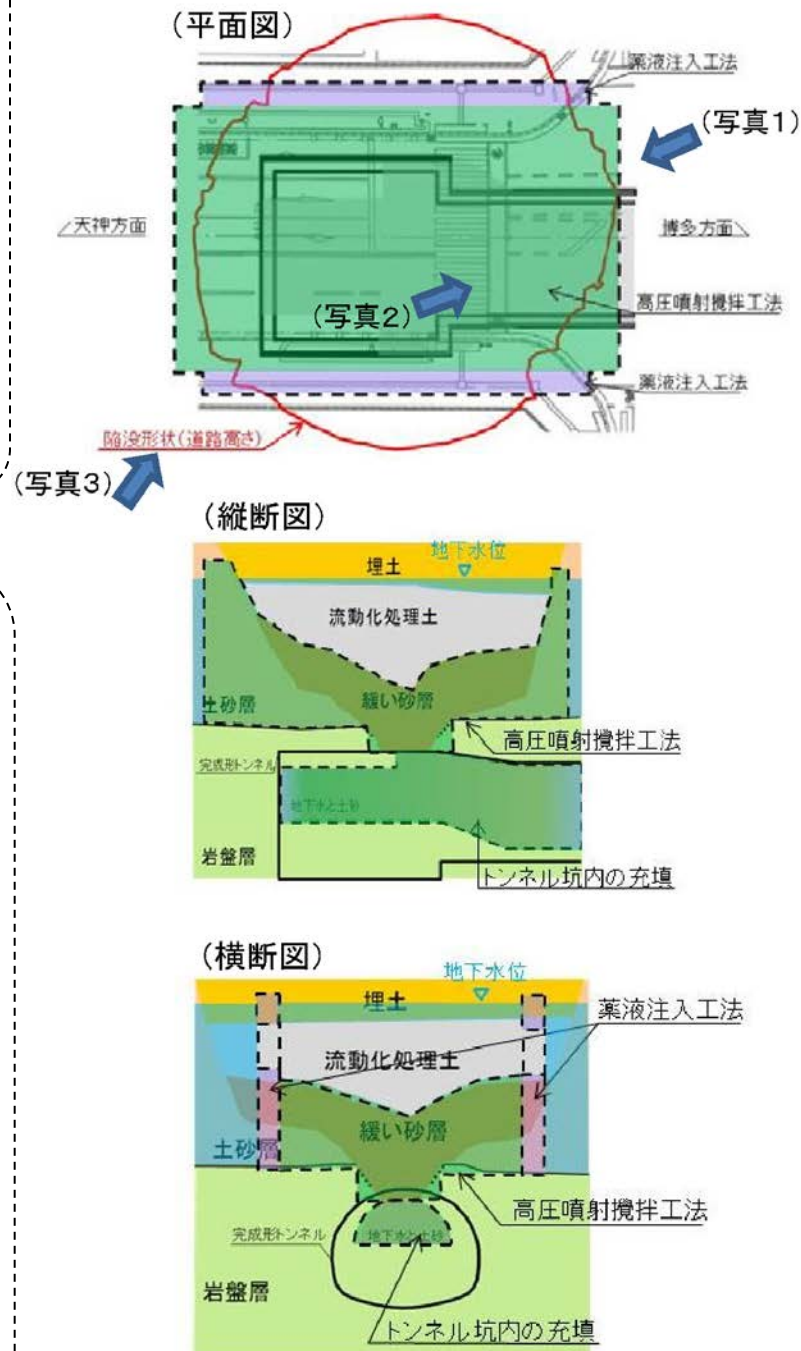 (平面図)
薬液注入工法
(写真1)
天神方面
博多方面
(写真2)
高圧噴射攪拌工法
薬液注入工法
陥没形状(道路高さ)
(写真3)
(縦断図)
地下水位
埋土
流動化処理土
土砂層
緩い砂層
高圧噴射攪拌工法
完成形トンネル
地下水と土砂
岩盤層
トンネル坑内の充填
(横断図)
地下水位
埋土
薬液注入工法
流動化処理土
緩い砂層
土砂層
高圧噴射攪拌工法
完成形トンネル
地下水と土砂
岩盤層
トンネル坑内の充填